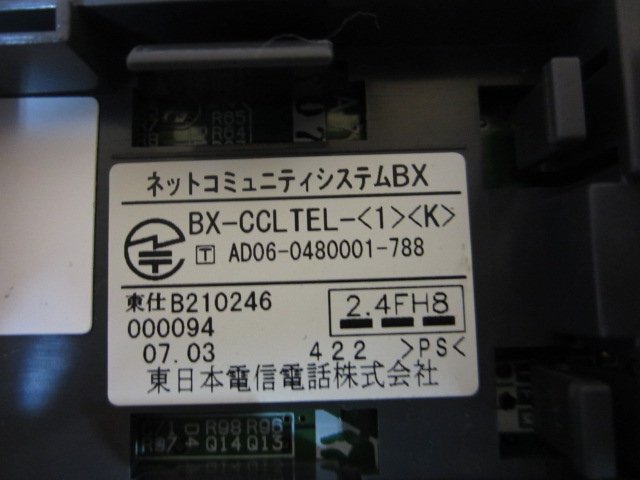 R85
R84
ネットコミュニティシステムBX
BX-CCLTEL-<1><K>
T AD06-0480001-788
東仕B210246
000094
2.4FH8
07.03
422 >PS<
東日本電信電話株式会社
R98 R96
Q14 Q13